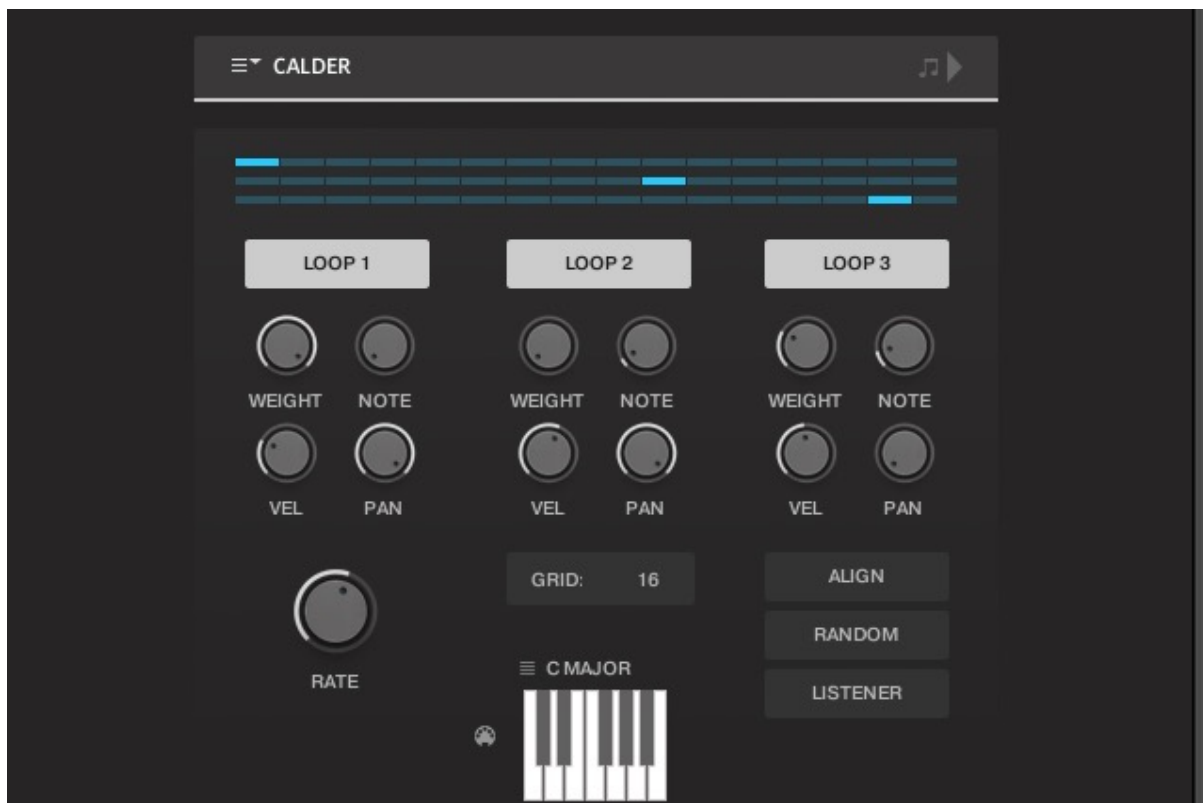 CALDER
LOOP 1 LOOP 2 LOOP 3
WEIGHT NOTE WEIGHT NOTE WEIGHT NOTE
VEL PAN VEL PAN VEL PAN
GRID: 16 ALIGN
RANDOM
RATE C MAJOR
LISTENER